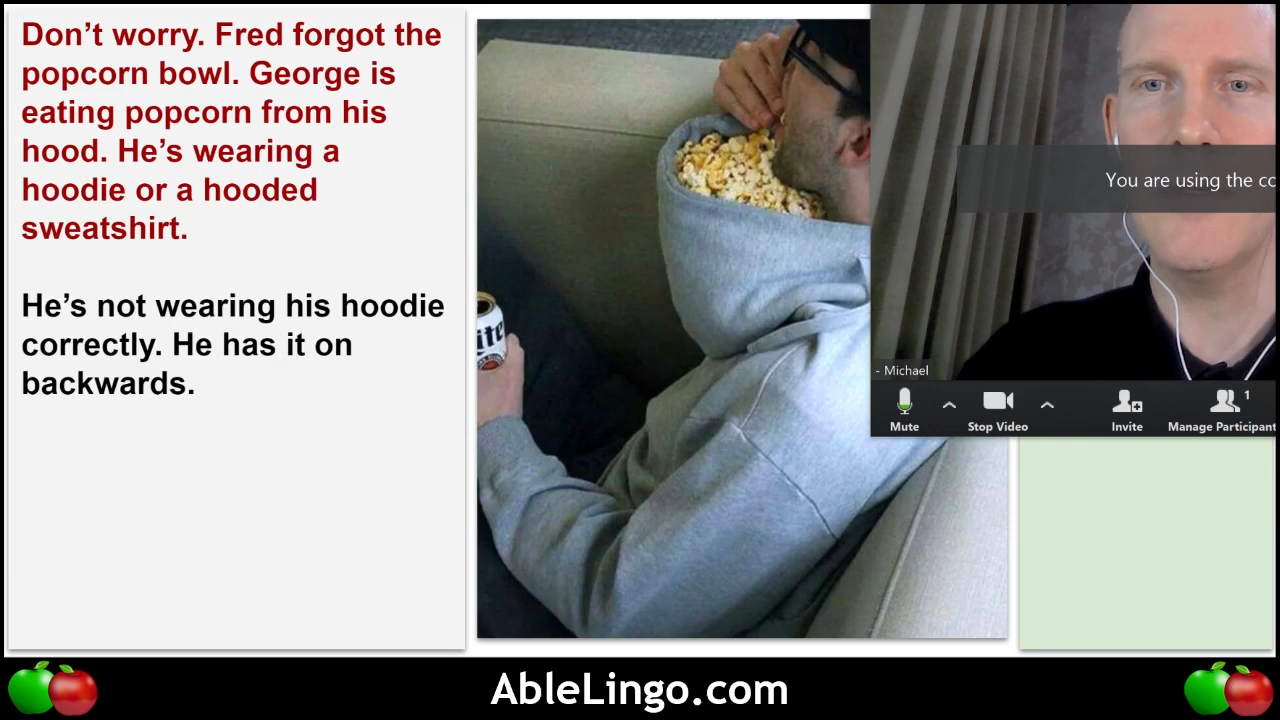 Don’t worry. Fred forgot the
popcorn bowl. George is
eating popcorn from his
hood. He’s wearing a
hoodie or a hooded
sweatshirt.
He’s not wearing his hoodie
correctly. He has it on
backwards.
ite
You are using the co
- Michael
1
Mute
Stop Video
Invite
Manage Participant
AbleLingo.com